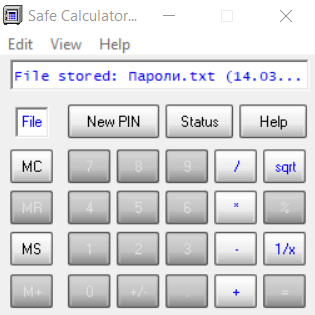 Safe Calculator...
Edit View Help
File stored: Пароли.txt (14.03...
File New PIN Status Help
MC 7 8 9 / sqrt
MR 4 5 6 * %
MS 1 2 3 - 1/x
M+ 0 +/- , + =